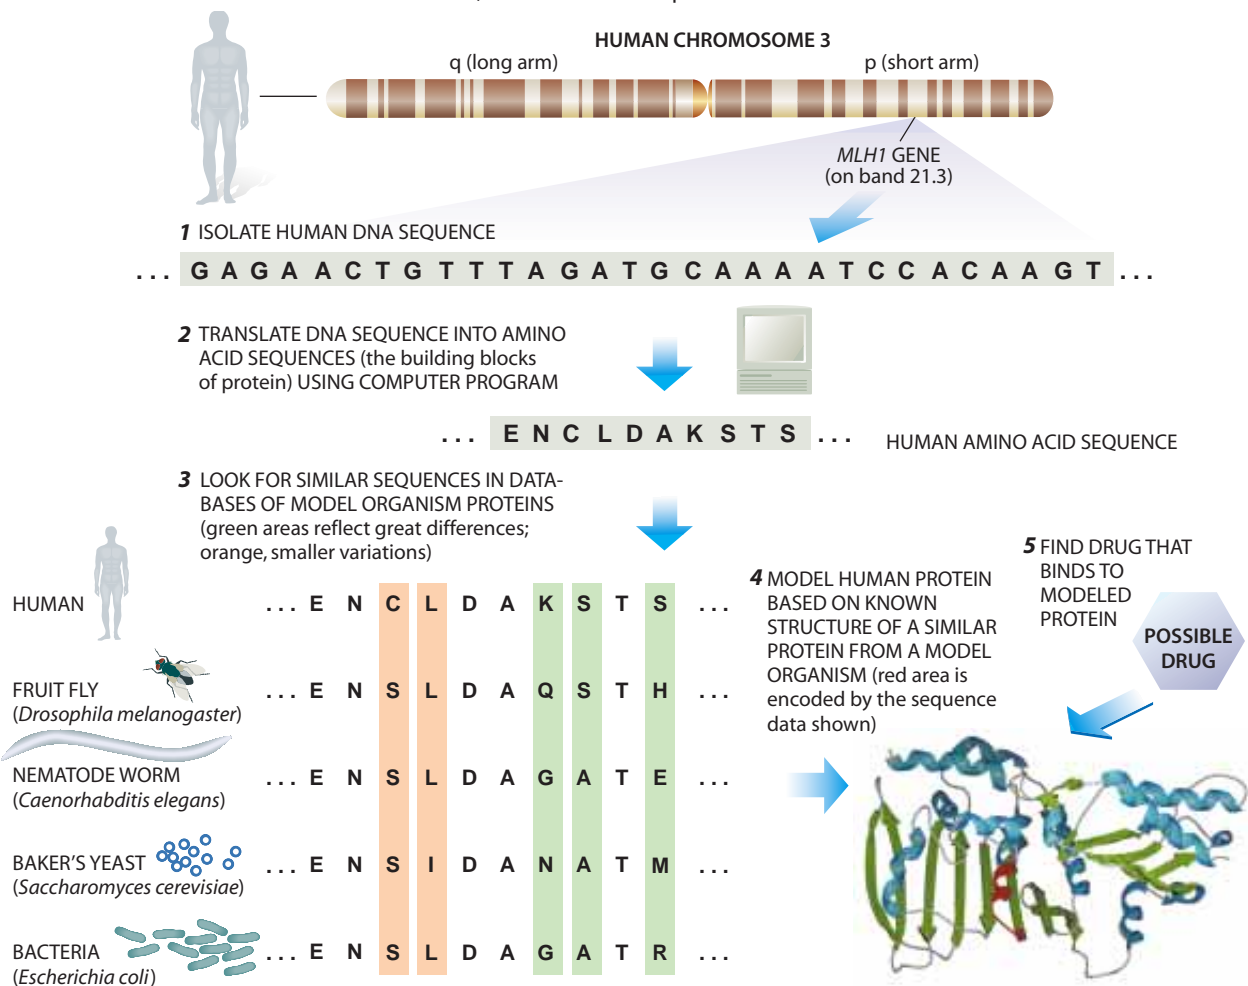 HUMAN CHROMOSOME 3
q (long arm)
p (short arm)
MLH1 GENE
(on band 21.3)
1 ISOLATE HUMAN DNA SEQUENCE
... G A G A A C T G T T T A G A T G C A A A A T C C A C A A G T ...
2 TRANSLATE DNA SEQUENCE INTO AMINO
ACID SEQUENCES (the building blocks
of protein) USING COMPUTER PROGRAM
... E N C L D A K S T S ...
HUMAN AMINO ACID SEQUENCE
3 LOOK FOR SIMILAR SEQUENCES IN DATA-
BASES OF MODEL ORGANISM PROTEINS
(green areas reflect great differences;
orange, smaller variations)
HUMAN
... E N C L D A K S T S ...
FRUIT FLY
(Drosophila melanogaster)
... E N S L D A Q S T H ...
NEMATODE WORM
(Caenorhabditis elegans)
... E N S L D A G A T E ...
BAKER'S YEAST
(Saccharomyces cerevisiae)
... E N S I D A N A T M ...
BACTERIA
(Escherichia coli)
... E N S L D A G A T R ...
4 MODEL HUMAN PROTEIN
BASED ON KNOWN
STRUCTURE OF A SIMILAR
PROTEIN FROM A MODEL
ORGANISM (red area is
encoded by the sequence
data shown)
5 FIND DRUG THAT
BINDS TO
MODELED
PROTEIN
POSSIBLE
DRUG